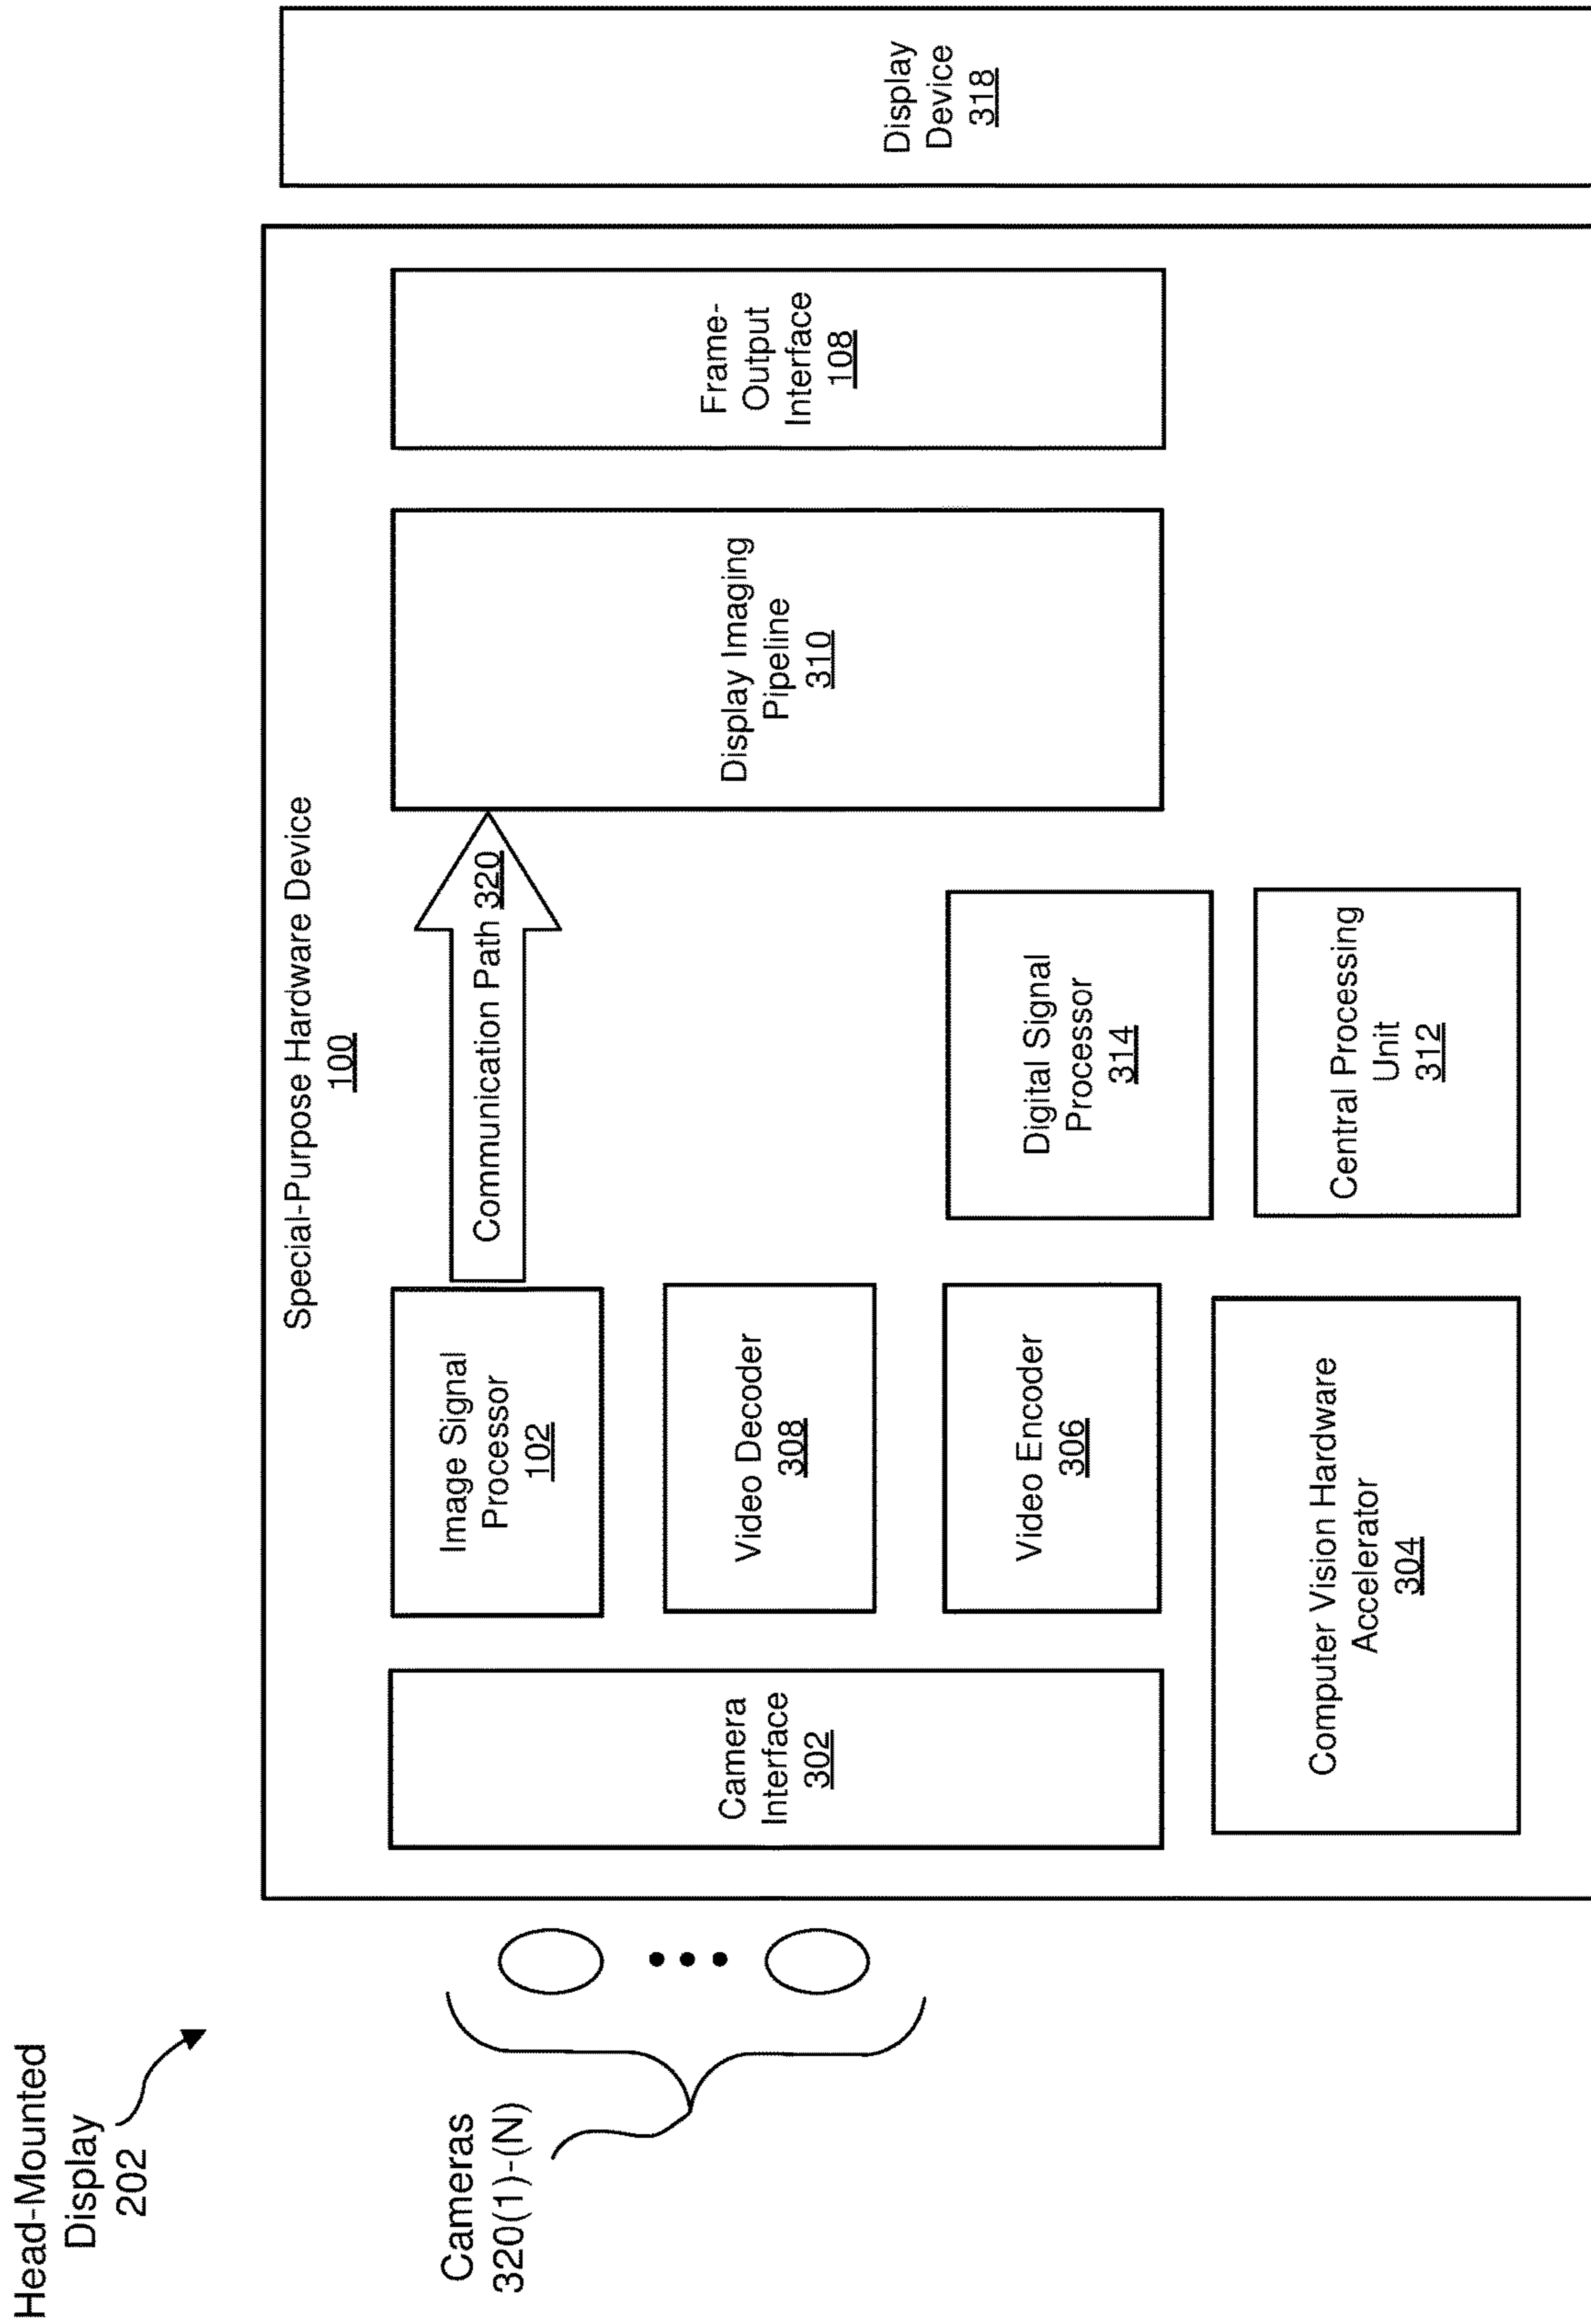 Head-Mounted
Display
202
Cameras
320(1)-(N)
Special-Purpose Hardware Device
100
Camera
Interface
302
Image Signal
Processor
102
Video Decoder
308
Video Encoder
306
Computer Vision Hardware
Accelerator
304
Communication Path 320
Digital Signal
Processor
314
Central Processing
Unit
312
Display Imaging
Pipeline
310
Frame-
Output
Interface
108
Display
Device
318